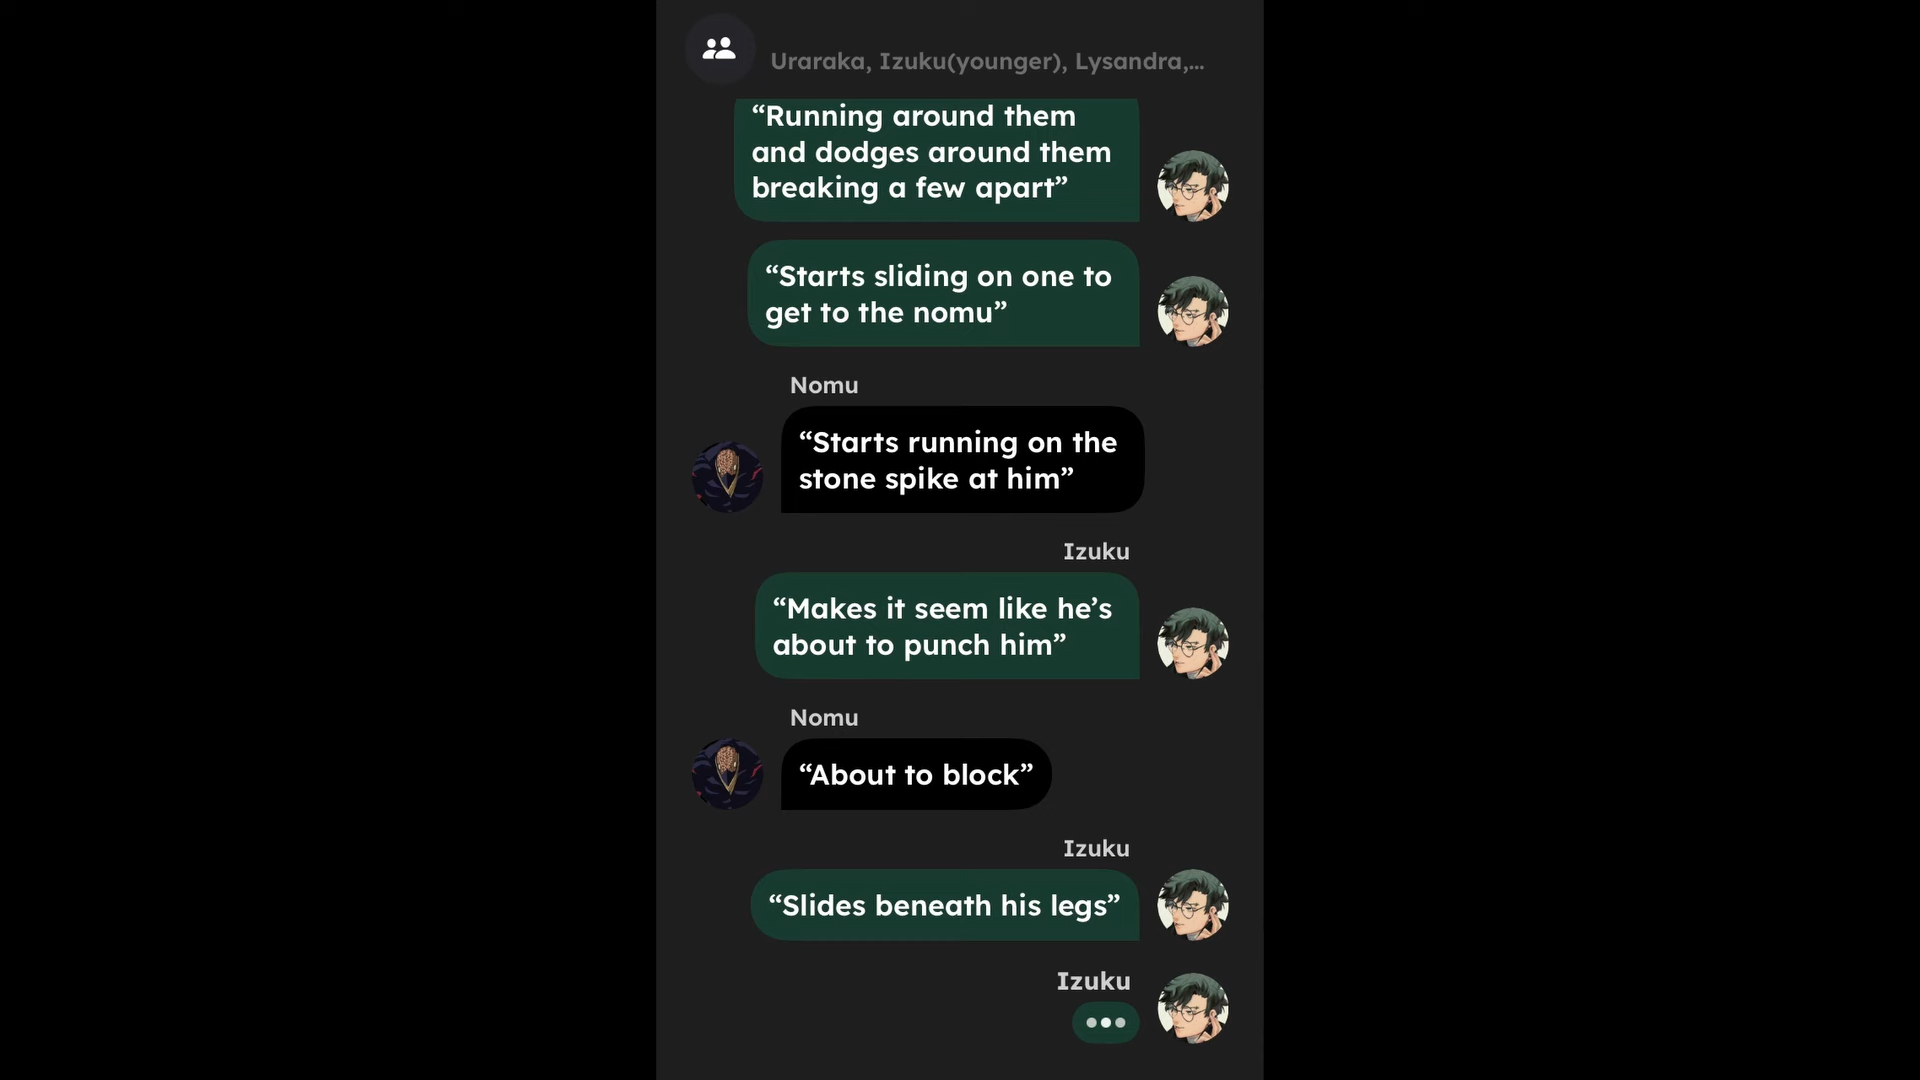 Uraraka, Izuku(younger), Lysandra,...
“Running around them
and dodges around them
breaking a few apart”
“Starts sliding on one to
get to the nomu”
Nomu
“Starts running on the
stone spike at him”
Izuku
“Makes it seem like he’s
about to punch him”
Nomu
“About to block”
Izuku
“Slides beneath his legs”
Izuku